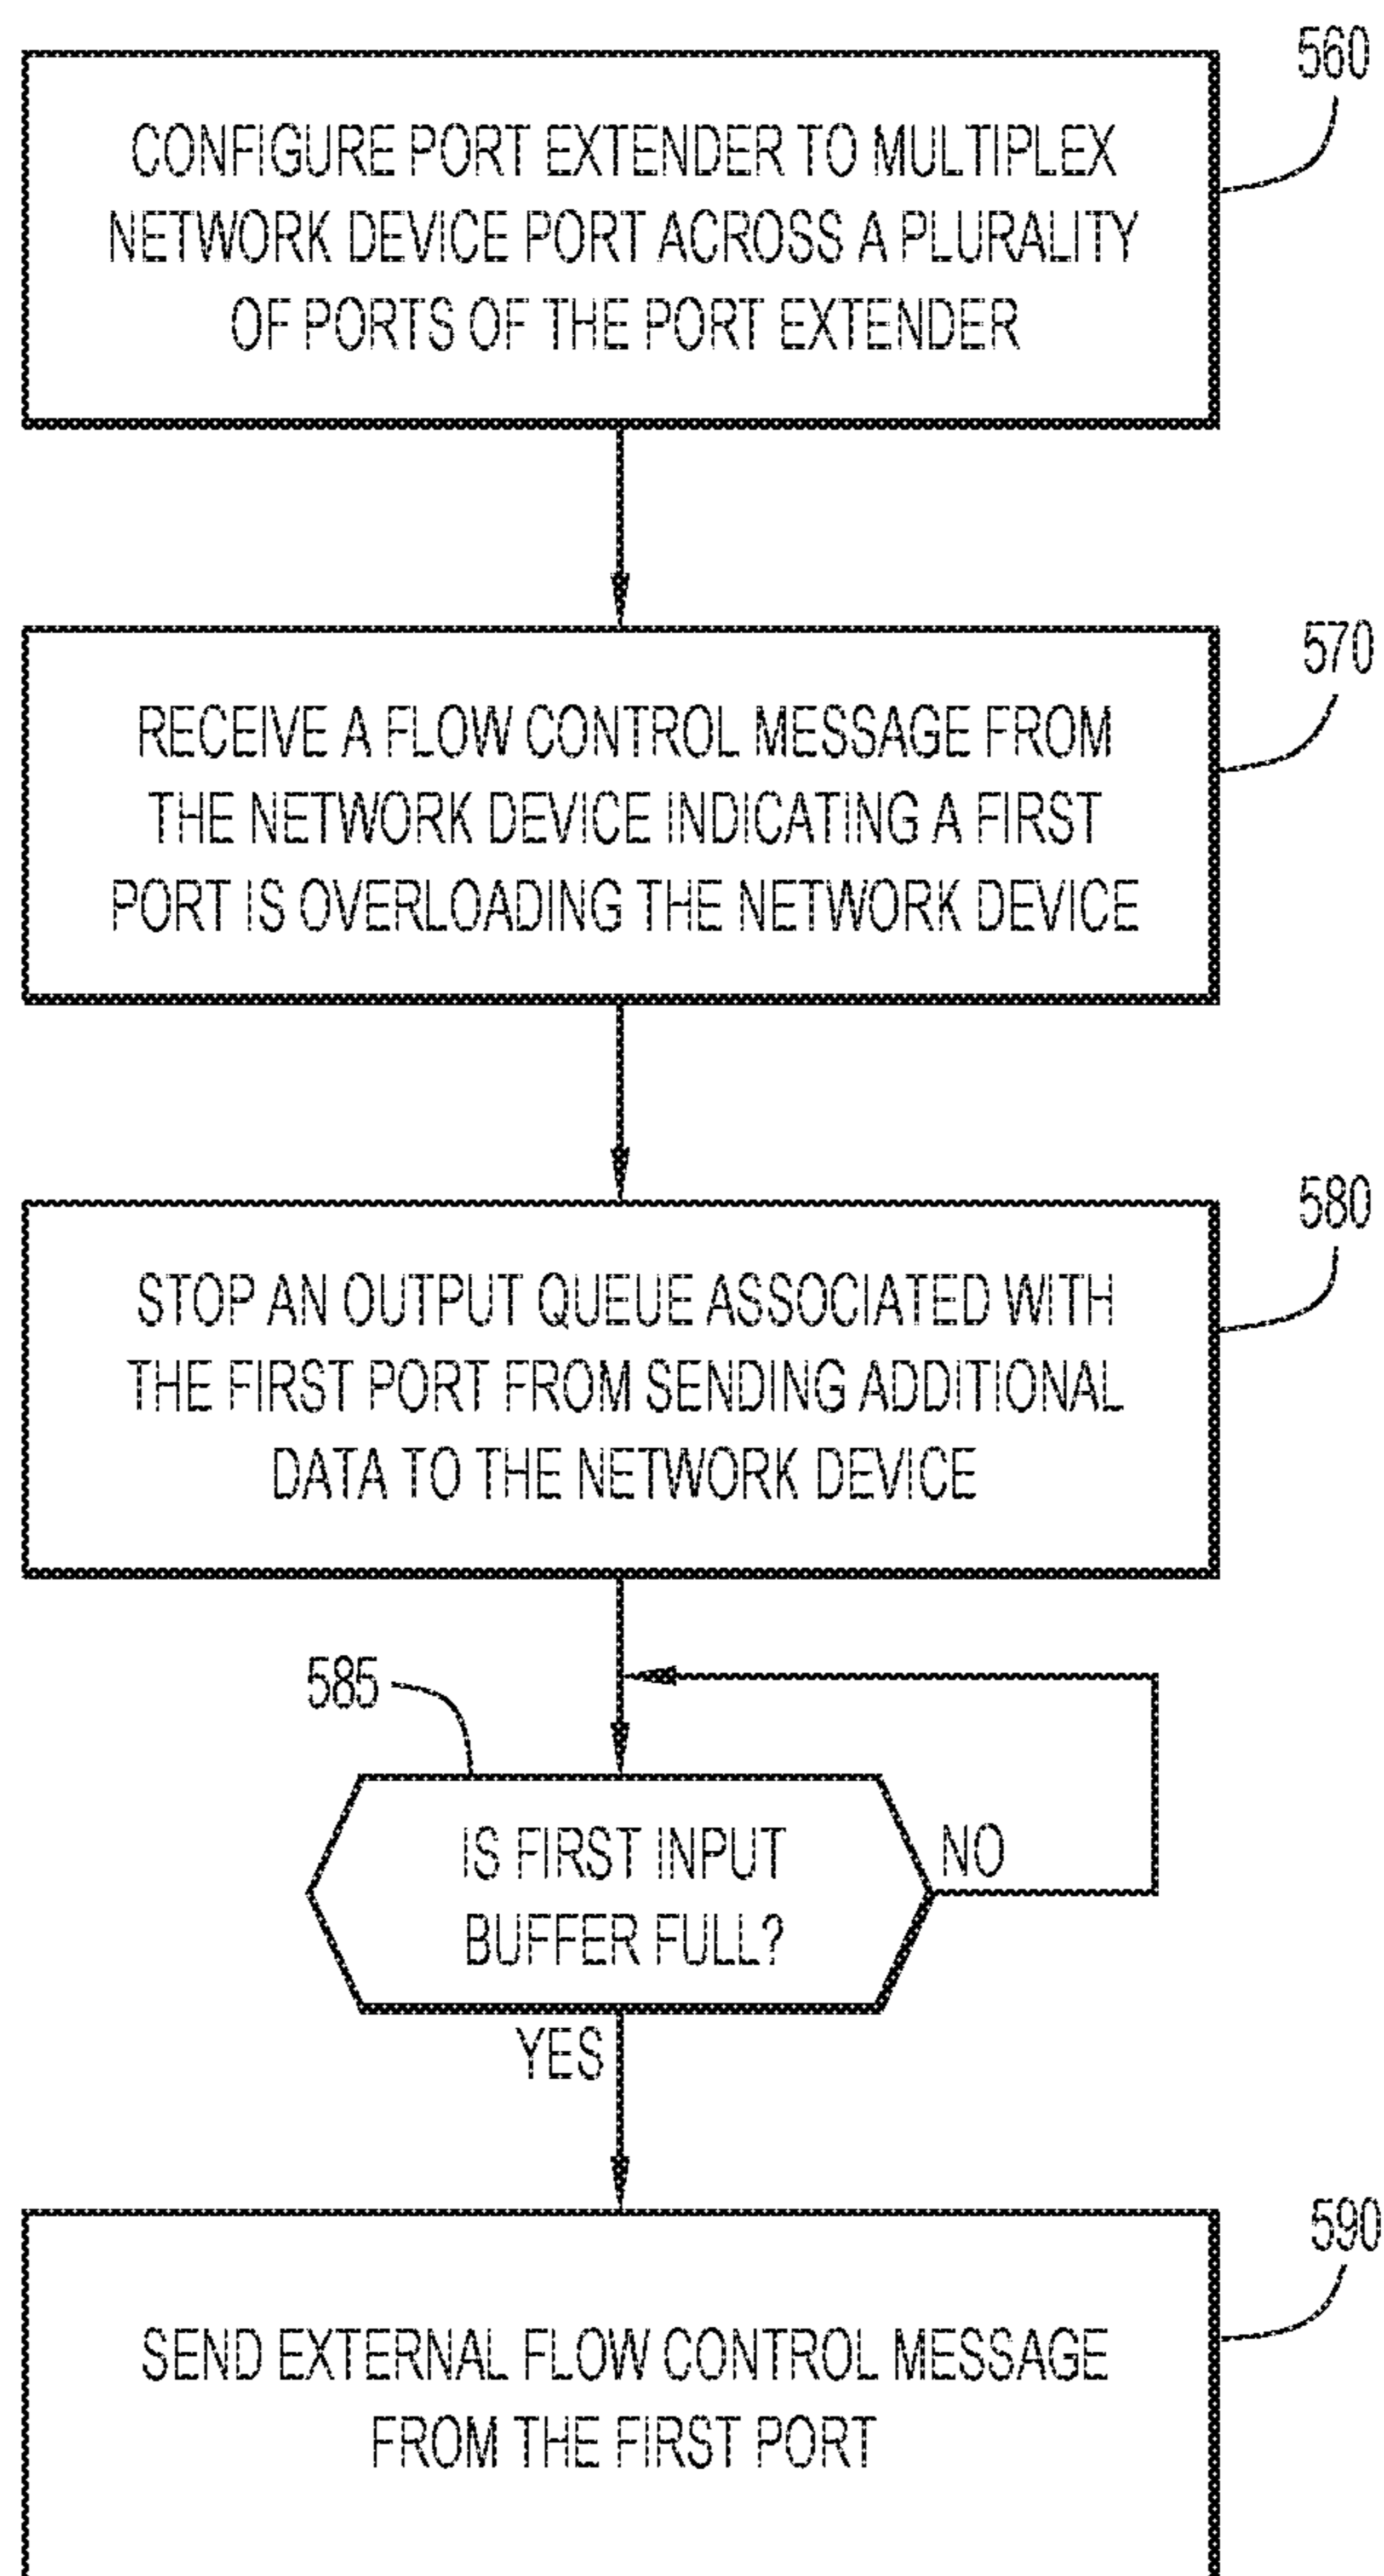 560
CONFIGURE PORT EXTENDER TO MULTIPLEX
NETWORK DEVICE PORT ACROSS A PLURALITY
OF PORTS OF THE PORT EXTENDER
570
RECEIVE A FLOW CONTROL MESSAGE FROM
THE NETWORK DEVICE INDICATING A FIRST
PORT IS OVERLOADING THE NETWORK DEVICE
580
STOP AN OUTPUT QUEUE ASSOCIATED WITH
THE FIRST PORT FROM SENDING ADDITIONAL
DATA TO THE NETWORK DEVICE
585
IS FIRST INPUT
BUFFER FULL?
NO
YES
590
SEND EXTERNAL FLOW CONTROL MESSAGE
FROM THE FIRST PORT